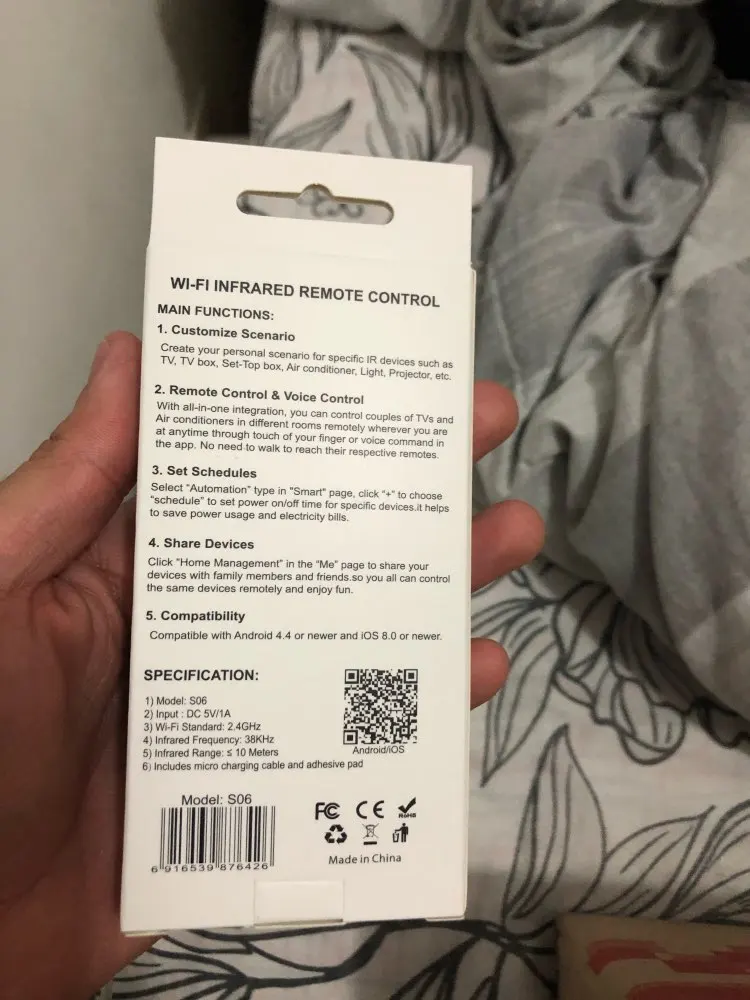 WI-FI INFRARED REMOTE CONTROL
MAIN FUNCTIONS:
1. Customize Scenario
Create your personal scenario for specific IR devices such as
TV, TV box, Set-Top box, Air conditioner, Light, Projector, etc.
2. Remote Control & Voice Control
With all-in-one integration, you can control couples of TVs and
Air conditioners in different rooms remotely wherever you are
at anytime through touch of your finger or voice command in
the app. No need to walk to reach their respective remotes.
3. Set Schedules
Select "Automation" type in "Smart" page, click "+" to choose
"schedule" to set power on/off time for specific devices.it helps
to save power usage and electricity bills.
4. Share Devices
Click "Home Management" in the "Me" page to share your
devices with family members and friends.so you all can control
the same devices remotely and enjoy fun.
5. Compatibility
Compatible with Android 4.4 or newer and iOS 8.0 or newer.
SPECIFICATION:
1) Model: S06
2) Input : DC 5V/1A
3) Wi-Fi Standard: 2.4GHz
4) Infrared Frequency: 38KHz
5) Infrared Range: ≤ 10 Meters
6) Includes micro charging cable and adhesive pad
Android/iOS
Model: S06
6 916539 876426
FC CE RoHS
Made in China